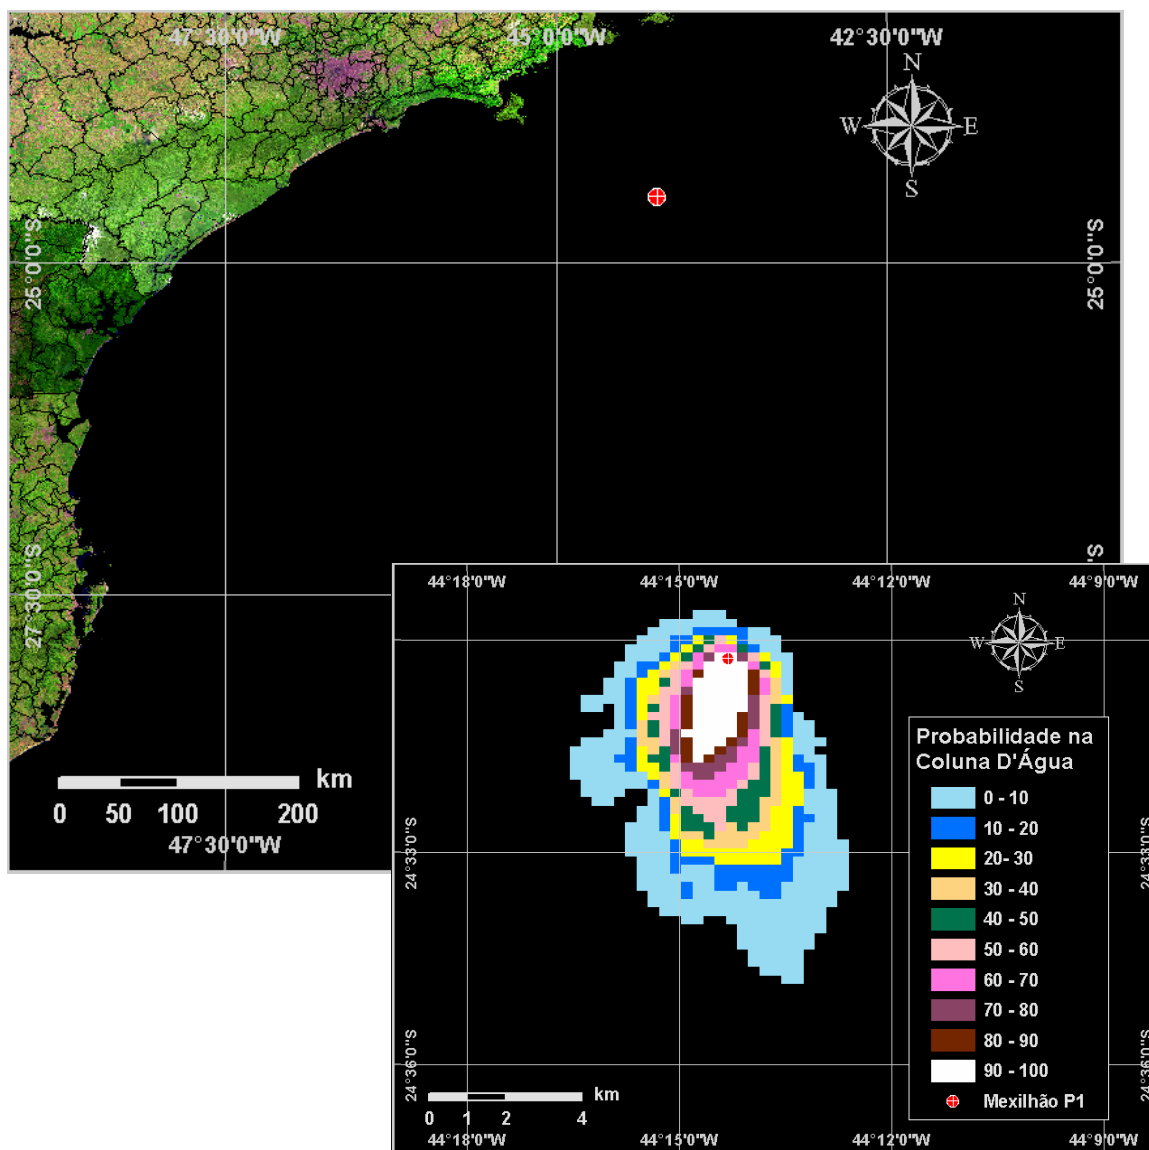 47°30'0"W
45°0'0"W
42°30'0"W
N
W
E
S
25°0'0"S
25°0'0"S
27°30'0"S
"S
km
0
50
100
200
47°30'0"W
44°18'0"W
44°15'0"W
44°12'0"W
44°9'0"W
N
W
E
S
Probabilidade na
Coluna D'Água
0 - 10
10 - 20
20- 30
30 - 40
40 - 50
50 - 60
60 - 70
70 - 80
80 - 90
90 - 100
Mexilhão P1
24°33'0"S
24°33'0"S
24°36'0"S
24°36'0"S
km
0
1
2
4
44°18'0"W
44°15'0"W
44°12'0"W
44°9'0"W